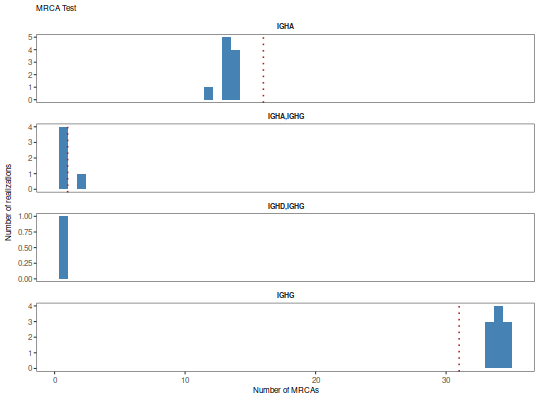 MRCA Test
IGHA
5
4
3
2
1
0
IGHA,IGHG
4
3
2
1
0
IGHD,IGHG
1.00
0.75
0.50
0.25
0.00
IGHG
4
3
2
1
0
0 10 20 30
Number of MRCAs
Number of realizations